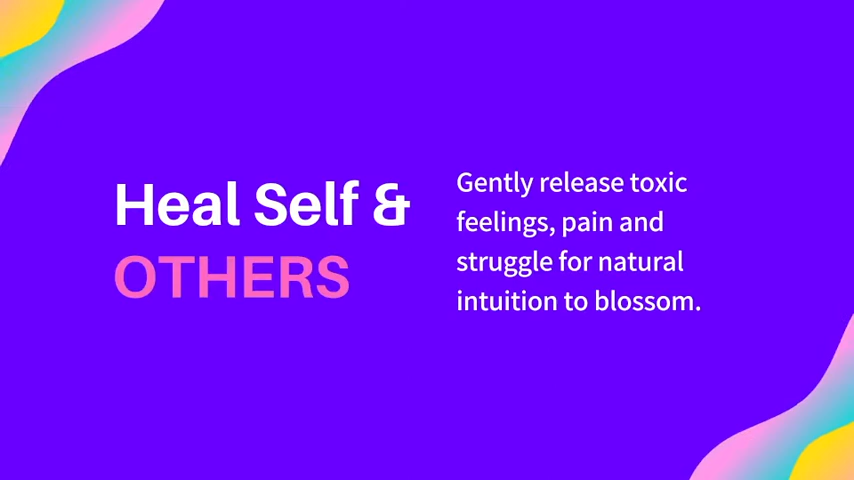 Heal Self &
OTHERS
Gently release toxic
feelings, pain and
struggle for natural
intuition to blossom.